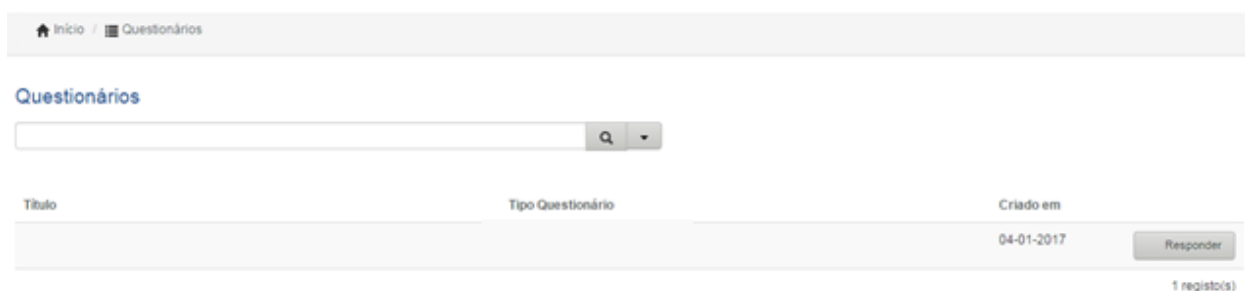 Início / Questionários
Questionários
Título Tipo Questionário Criado em
04-01-2017 Responder
1 registo(s)